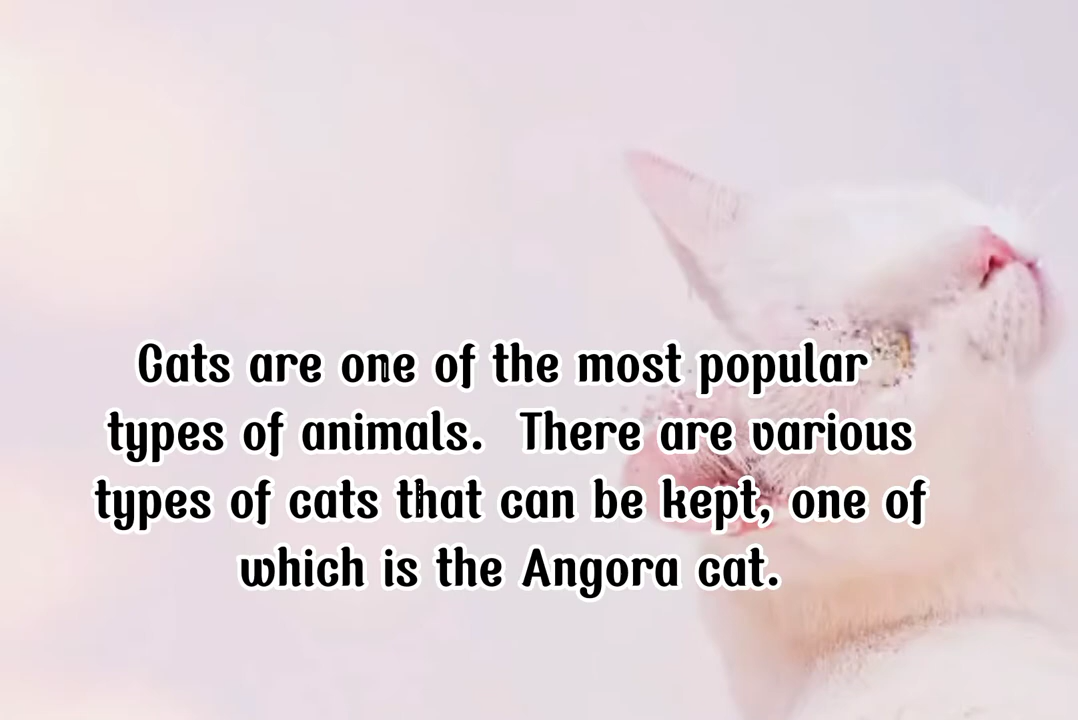 Cats are one of the most popular
types of animals. There are various
types of cats that can be kept, one of
which is the Angora cat.